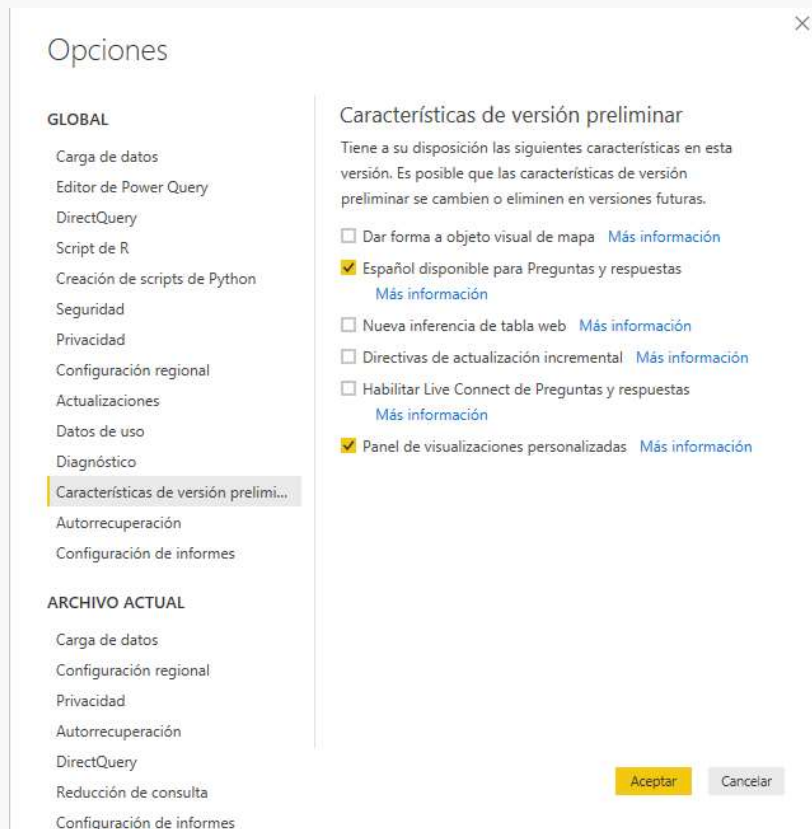 Opciones
GLOBAL
Carga de datos
Editor de Power Query
DirectQuery
Script de R
Creación de scripts de Python
Seguridad
Privacidad
Configuración regional
Actualizaciones
Datos de uso
Diagnóstico
Características de versión prelimi...
Autorrecuperación
Configuración de informes
ARCHIVO ACTUAL
Carga de datos
Configuración regional
Privacidad
Autorrecuperación
DirectQuery
Reducción de consulta
Configuración de informes
Características de versión preliminar
Tiene a su disposición las siguientes características en esta
versión. Es posible que las características de versión
preliminar se cambien o eliminen en versiones futuras.
Dar forma a objeto visual de mapa Más información
Español disponible para Preguntas y respuestas
Más información
Nueva inferencia de tabla web Más información
Directivas de actualización incremental Más información
Habilitar Live Connect de Preguntas y respuestas
Más información
Panel de visualizaciones personalizadas Más información
Aceptar Cancelar